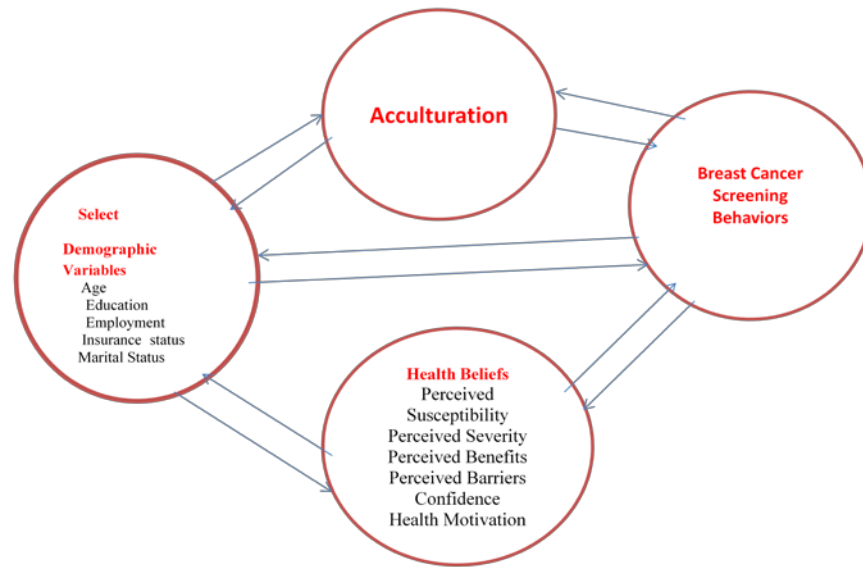 Acculturation
Breast Cancer
Screening
Behaviors
Select
Demographic
Variables
Age
Education
Employment
Insurance status
Marital Status
Health Beliefs
Perceived
Susceptibility
Perceived Severity
Perceived Benefits
Perceived Barriers
Confidence
Health Motivation